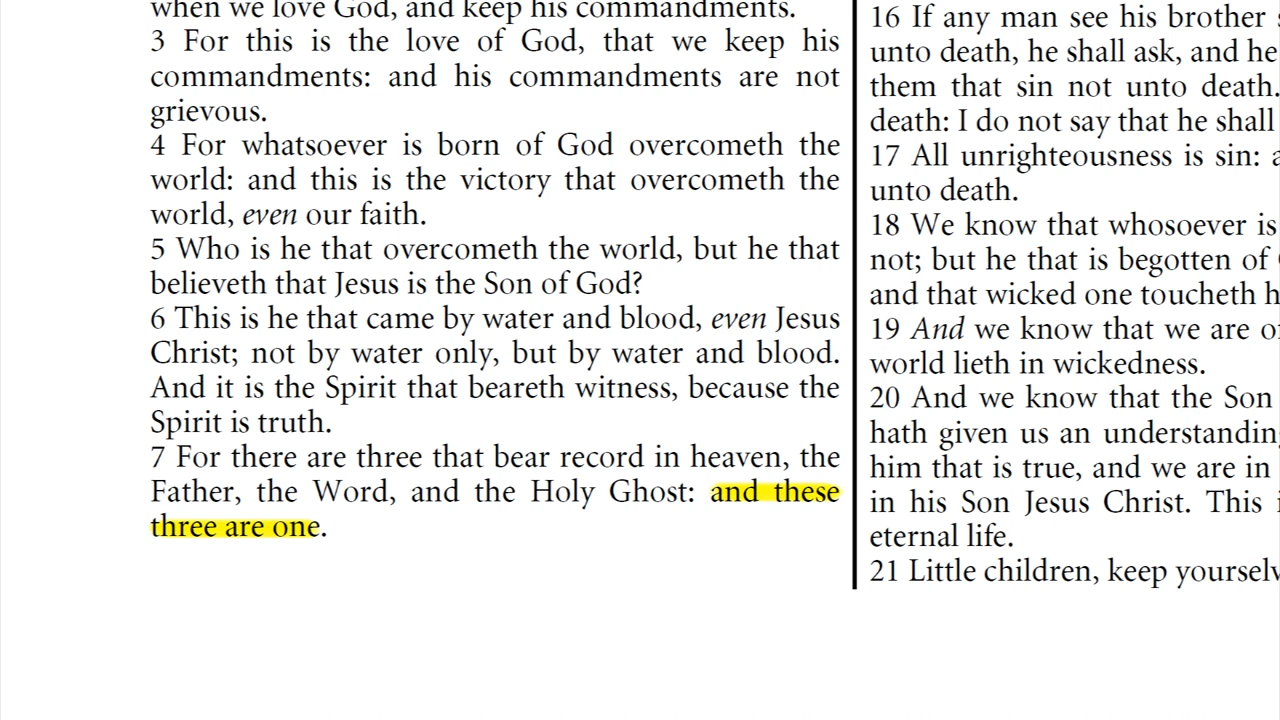 when we love God, and keep his commandments.
3 For this is the love of God, that we keep his
commandments: and his commandments are not
grievous.
4 For whatsoever is born of God overcometh the
world: and this is the victory that overcometh the
world, even our faith.
5 Who is he that overcometh the world, but he that
believeth that Jesus is the Son of God?
6 This is he that came by water and blood, even Jesus
Christ; not by water only, but by water and blood.
And it is the Spirit that beareth witness, because the
Spirit is truth.
7 For there are three that bear record in heaven, the
Father, the Word, and the Holy Ghost: and these
three are one.
16 If any man see his brother
unto death, he shall ask, and he
them that sin not unto death.
death: I do not say that he shall
17 All unrighteousness is sin:
unto death.
18 We know that whosoever is
not; but he that is begotten of
and that wicked one toucheth
19 And we know that we are
world lieth in wickedness.
20 And we know that the Son
hath given us an understanding
him that is true, and we are in
in his Son Jesus Christ. This
eternal life.
21 Little children, keep